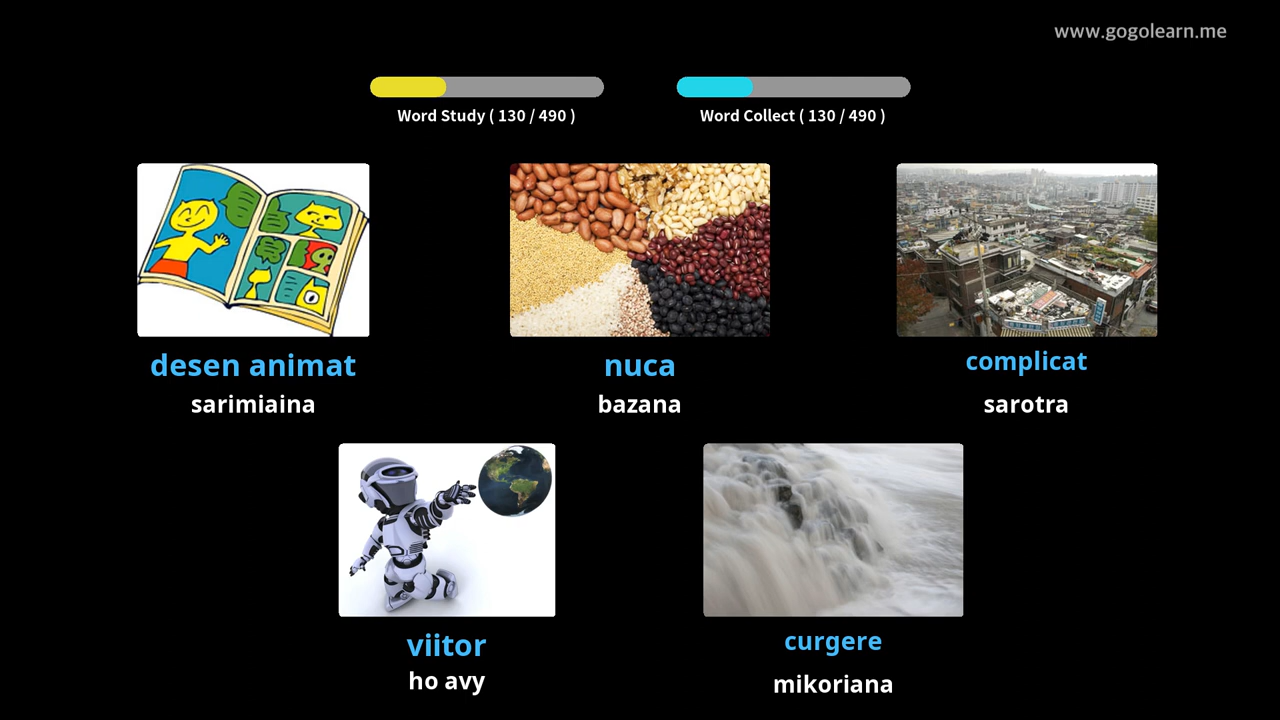 www.gogolearn.me
Word Study ( 130 / 490 )
Word Collect ( 130 / 490 )
desen animat
sarimiaina
nuca
bazana
complicat
sarotra
viitor
ho avy
curgere
mikoriana